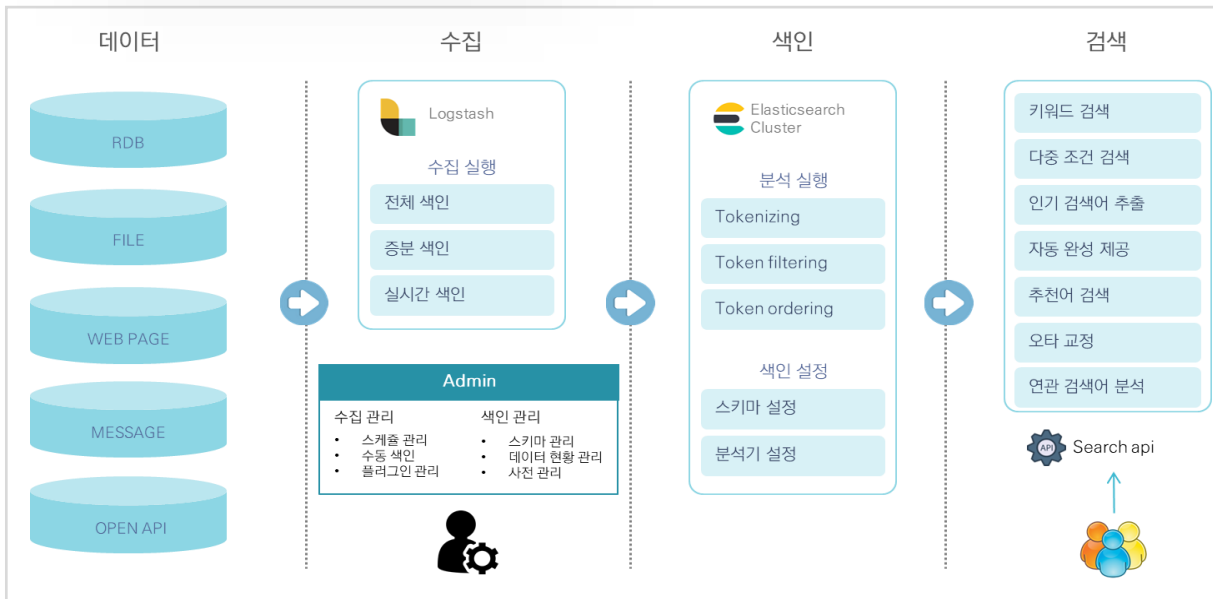 데이터
수집
색인
검색
RDB
FILE
WEB PAGE
MESSAGE
OPEN API
Logstash
수집 실행
전체 색인
증분 색인
실시간 색인
Admin
수집 관리
• 스케쥴 관리
• 수동 색인
• 플러그인 관리
색인 관리
• 스키마 관리
• 데이터 현황 관리
• 사전 관리
Elasticsearch
Cluster
분석 실행
Tokenizing
Token filtering
Token ordering
색인 설정
스키마 설정
분석기 설정
키워드 검색
다중 조건 검색
인기 검색어 추출
자동 완성 제공
추천어 검색
오타 교정
연관 검색어 분석
API
Search api